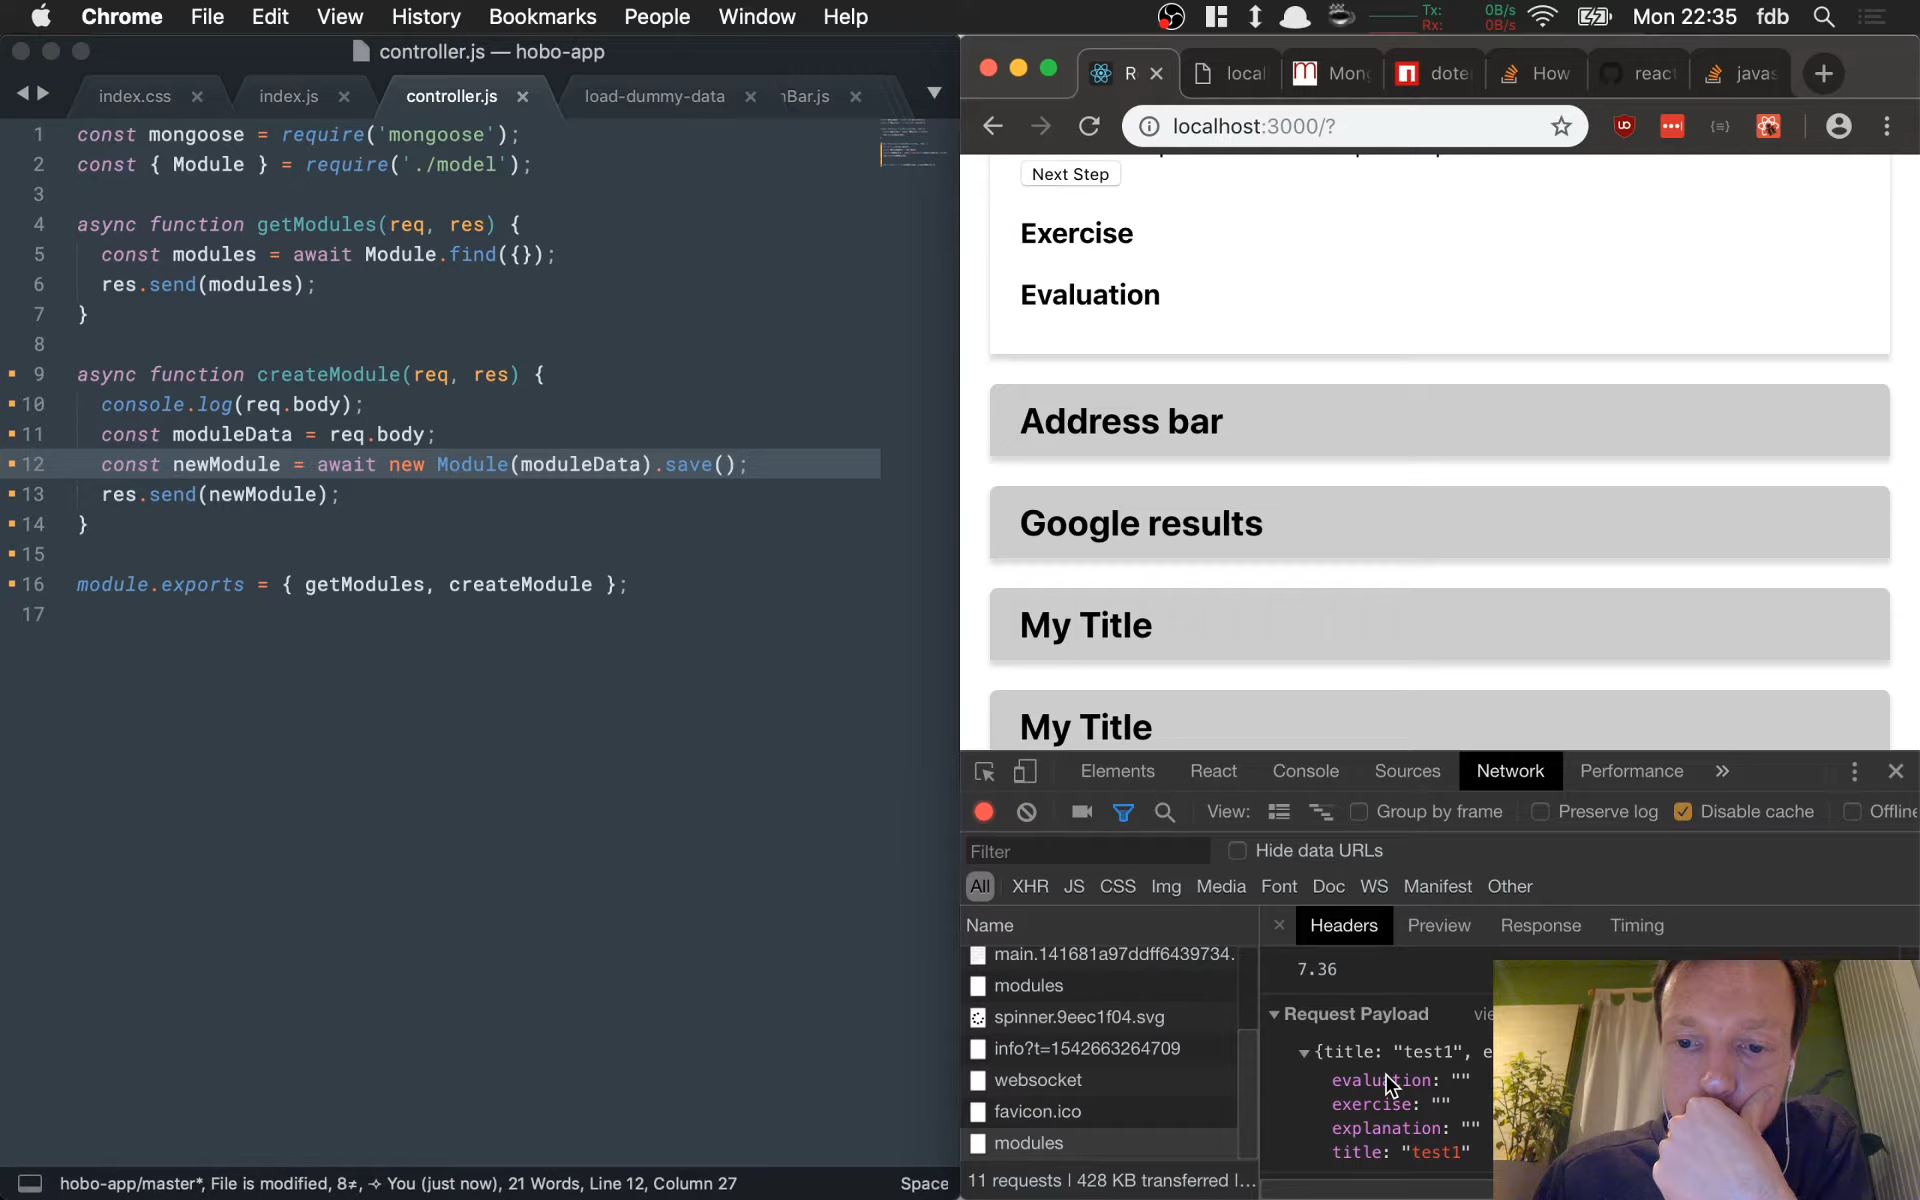 Chrome File Edit View History Bookmarks People Window Help Tx: Rx: 0B/s 0B/s Mon 22:35 fdb
controller.js — hobo-app
index.css index.js controller.js load-dummy-data nBar.js
1 const mongoose = require('mongoose');
2 const { Module } = require('./model');
3
4 async function getModules(req, res) {
5 const modules = await Module.find({});
6 res.send(modules);
7 }
8
9 async function createModule(req, res) {
10 console.log(req.body);
11 const moduleData = req.body;
12 const newModule = await new Module(moduleData).save();
13 res.send(newModule);
14 }
15
16 module.exports = { getModules, createModule };
17
hobo-app/master*, File is modified, 8≠, You (just now), 21 Words, Line 12, Column 27 Space
R local Mong dote How react javas
localhost:3000/?
Next Step
Exercise
Evaluation
Address bar
Google results
My Title
My Title
Elements React Console Sources Network Performance »
View: Group by frame Preserve log Disable cache Offline
Filter Hide data URLs
All XHR JS CSS Img Media Font Doc WS Manifest Other
Name
main.141681a97ddff6439734.
modules
spinner.9eec1f04.svg
info?t=1542663264709
websocket
favicon.ico
modules
11 requests | 428 KB transferred |...
Headers Preview Response Timing
7.36
Request Payload vie
{title: "test1", e
evaluation: ""
exercise: ""
explanation: ""
title: "test1"